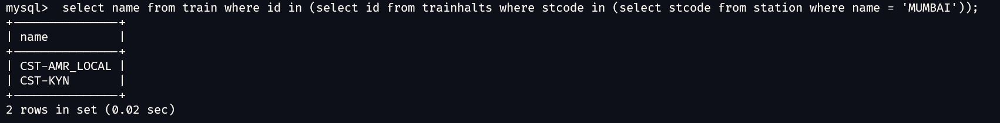 mysql>  select name from train where id in (select id from trainhalts where stcode in (select stcode from station where name = 'MUMBAI'));
+---------------+
| name          |
+---------------+
| CST-AMR_LOCAL |
| CST-KYN       |
+---------------+
2 rows in set (0.02 sec)